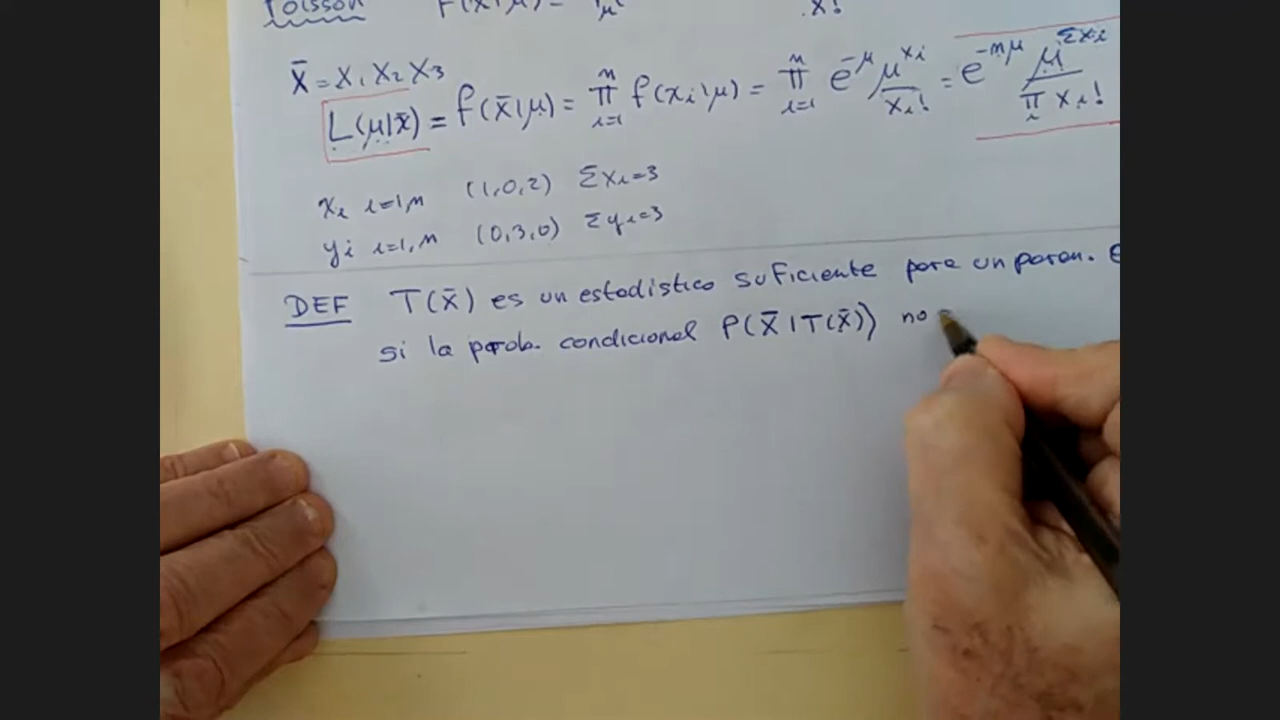 Poisson f(x|μ) = μ x!
X̄ = X₁ X₂ X₃
L(μ|x̄) = f(x̄|μ) = ∏ᵢ₌₁ⁿ f(xᵢ|μ) = ∏ᵢ₌₁ⁿ e^-μ μ^xᵢ / xᵢ! = e^-nμ μ^Σxᵢ / ∏ᵢ xᵢ!
xᵢ i=1,n (1,0,2) Σxᵢ=3
yᵢ i=1,n (0,3,0) Σyᵢ=3
DEF T(X̄) es un estadístico suficiente para un param.
si la prob. condicional P(X̄|T(X̄)) no